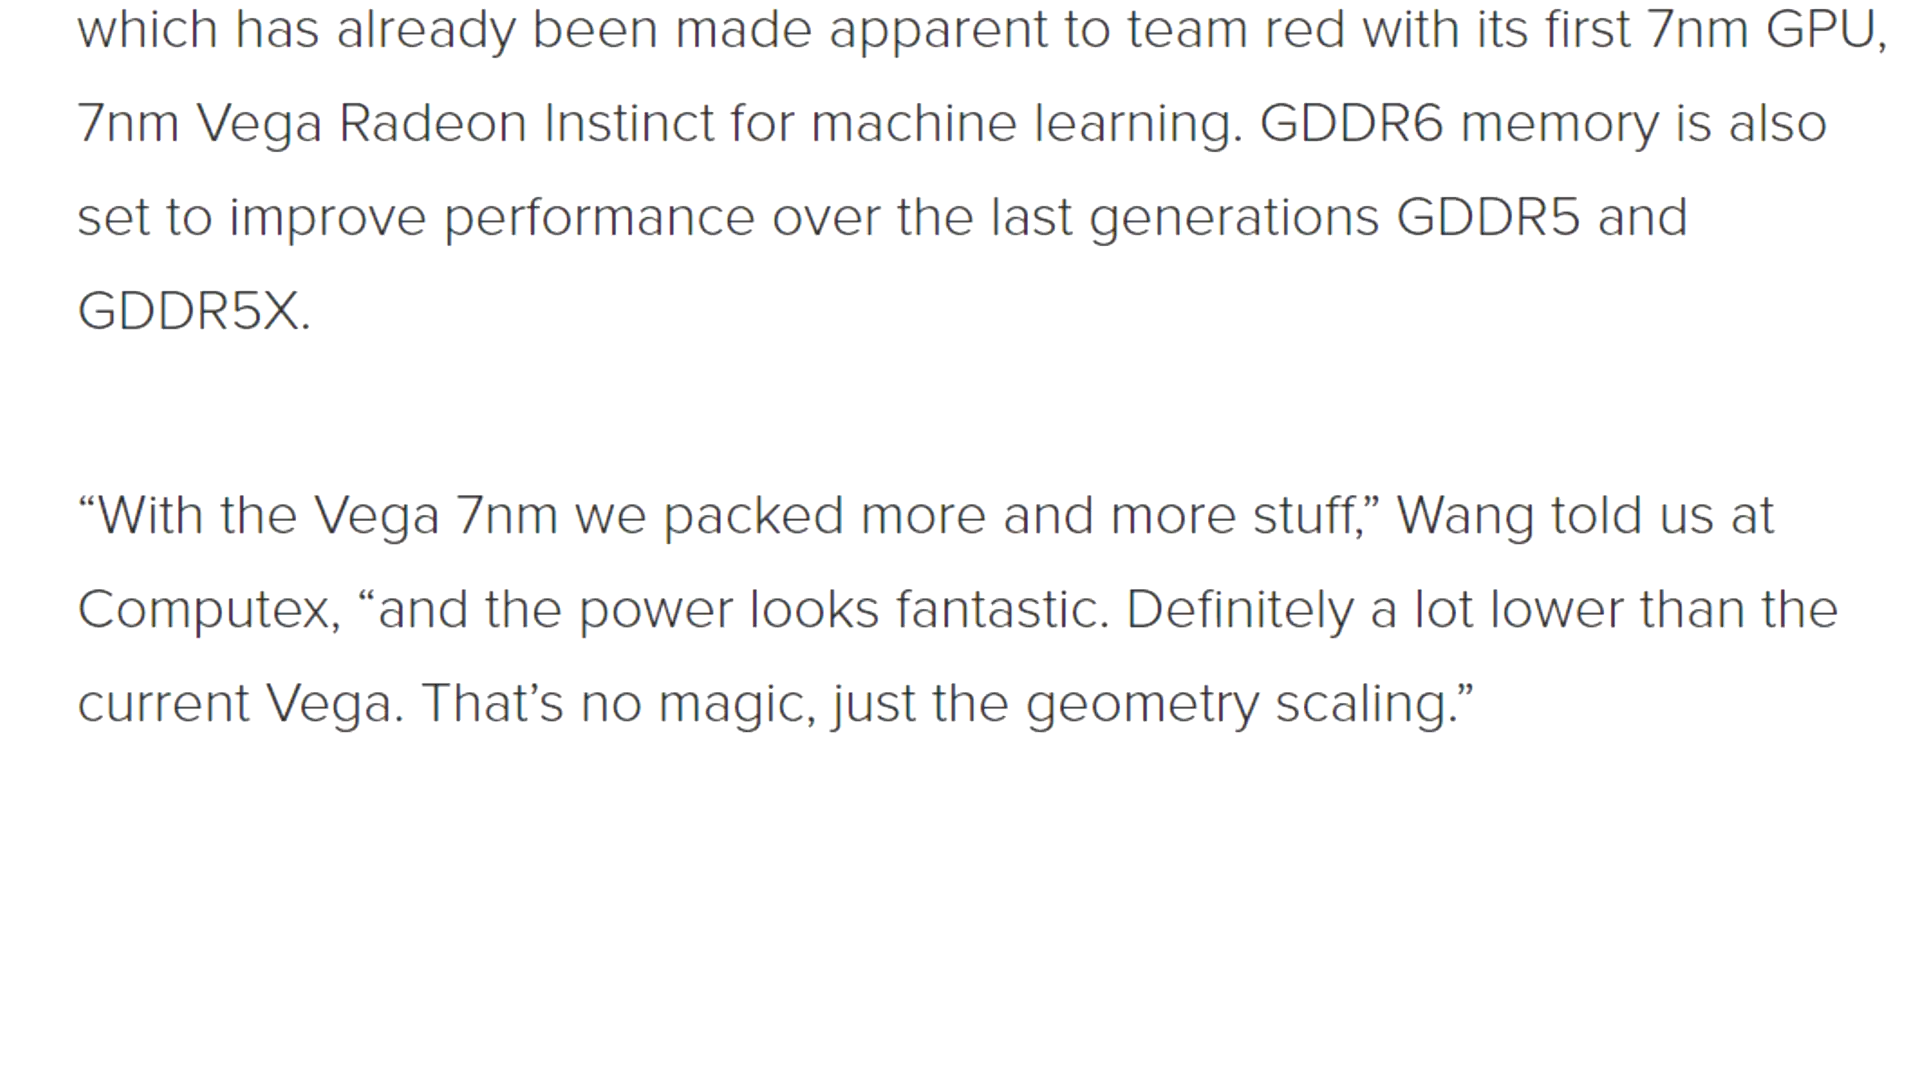 which has already been made apparent to team red with its first 7nm GPU,
7nm Vega Radeon Instinct for machine learning. GDDR6 memory is also
set to improve performance over the last generations GDDR5 and
GDDR5X.
“With the Vega 7nm we packed more and more stuff,” Wang told us at
Computex, “and the power looks fantastic. Definitely a lot lower than the
current Vega. That’s no magic, just the geometry scaling.”